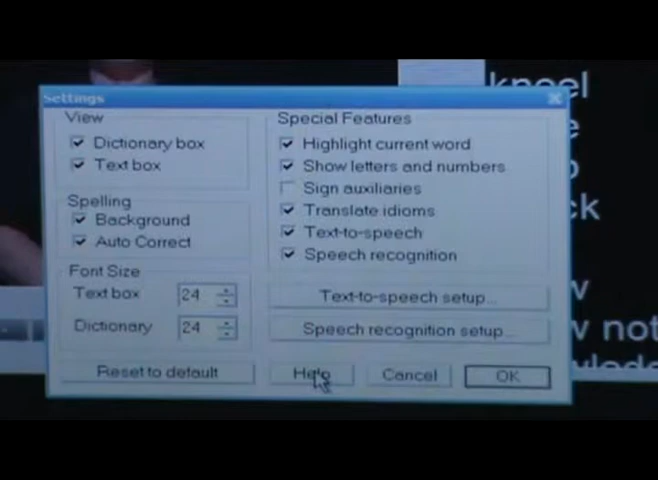 Settings
View
Dictionary box
Text box
Spelling
Background
Auto Correct
Font Size
Text box 24
Dictionary 24
Reset to default
Special Features
Highlight current word
Show letters and numbers
Sign auxiliaries
Translate idioms
Text-to-speech
Speech recognition
Text-to-speech setup...
Speech recognition setup...
Help Cancel OK
kneel